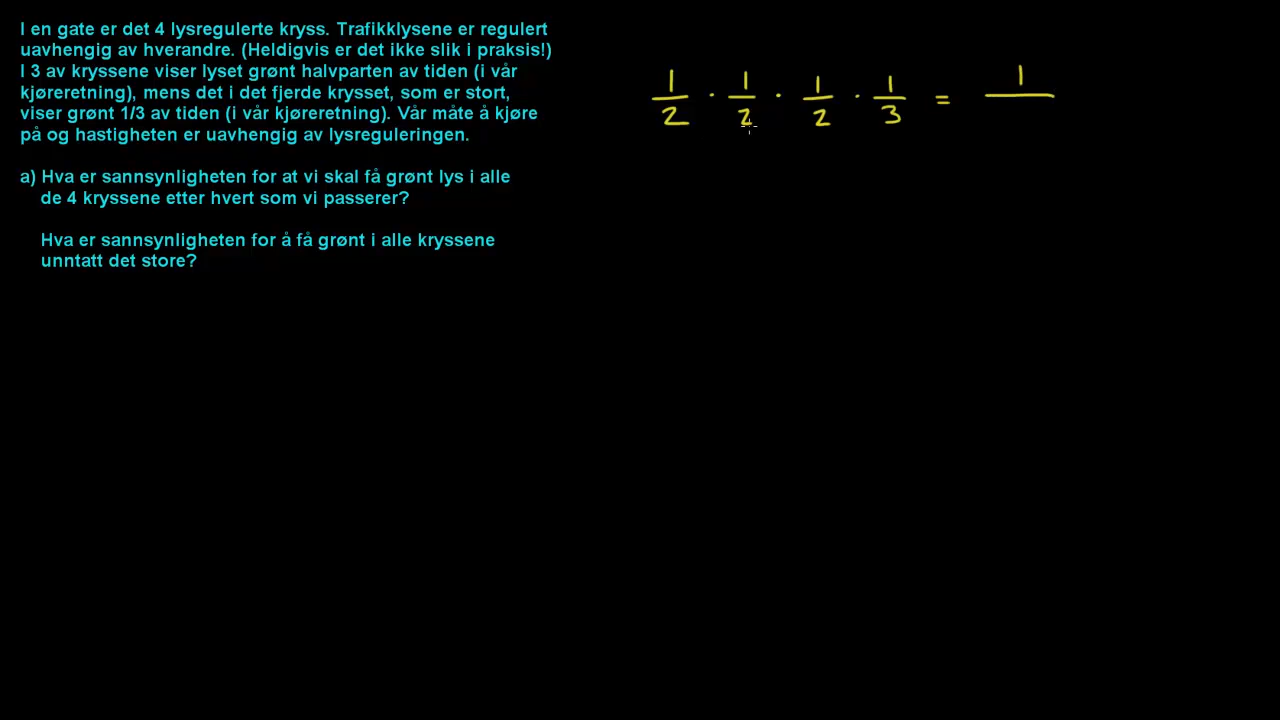 I en gate er det 4 lysregulerte kryss. Trafikklysene er regulert
uavhengig av hverandre. (Heldigvis er det ikke slik i praksis!)
I 3 av kryssene viser lyset grønt halvparten av tiden (i vår
kjøreretning), mens det i det fjerde krysset, som er stort,
viser grønt 1/3 av tiden (i vår kjøreretning). Vår måte å kjøre
på og hastigheten er uavhengig av lysreguleringen.
a) Hva er sannsynligheten for at vi skal få grønt lys i alle
de 4 kryssene etter hvert som vi passerer?
Hva er sannsynligheten for å få grønt i alle kryssene
unntatt det store?
1/2 · 1/2 · 1/2 · 1/3 = 1/